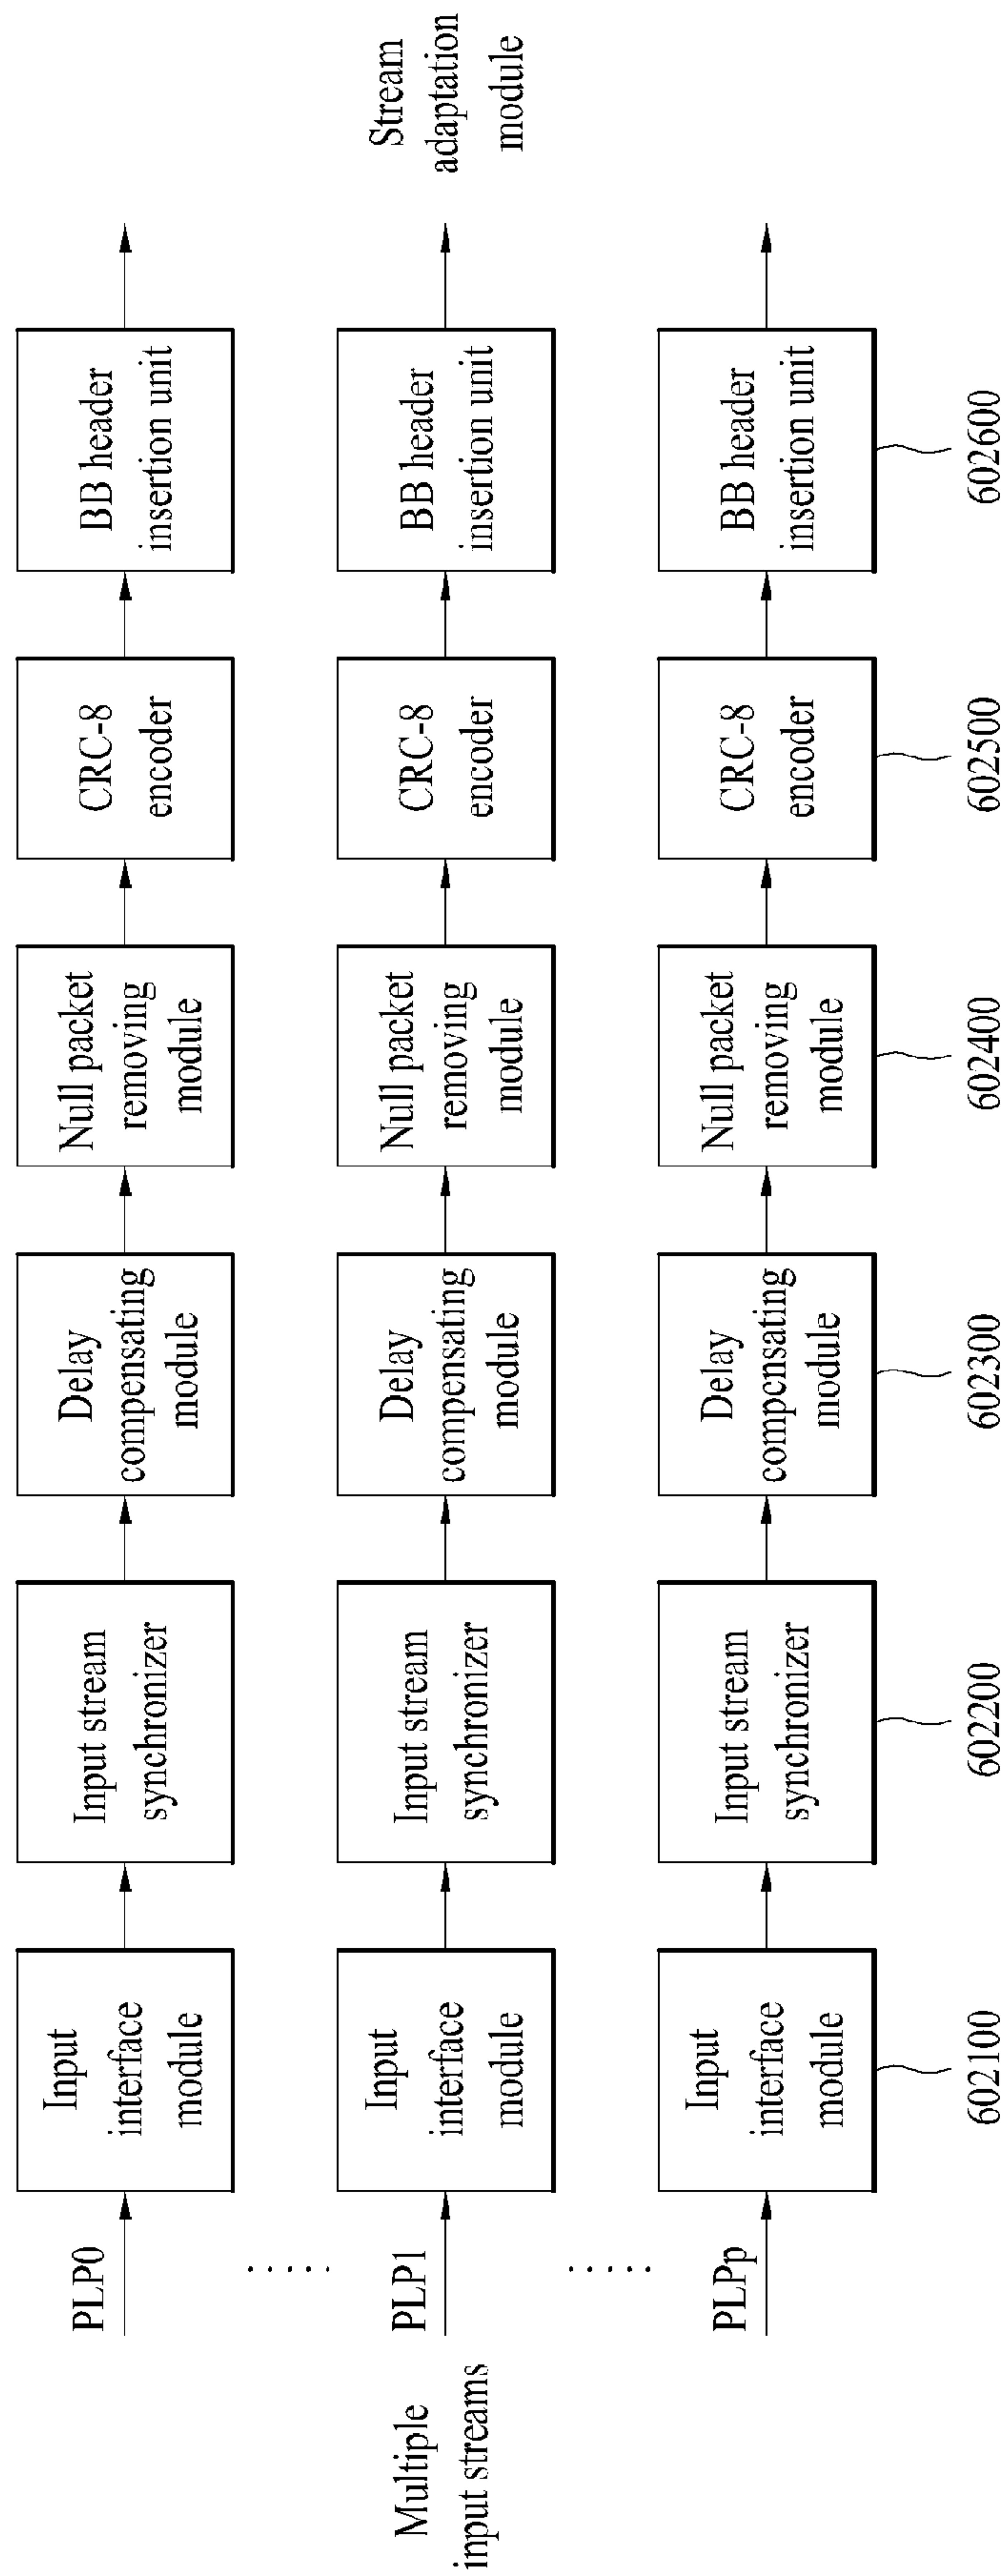 PLP0
Input
interface
module
Input stream
synchronizer
Delay
compensating
module
Null packet
removing
module
CRC-8
encoder
BB header
insertion unit
.....
Multiple
input streams
PLP1
Input
interface
module
Input stream
synchronizer
Delay
compensating
module
Null packet
removing
module
CRC-8
encoder
BB header
insertion unit
Stream
adaptation
module
.....
PLPp
Input
interface
module
Input stream
synchronizer
Delay
compensating
module
Null packet
removing
module
CRC-8
encoder
BB header
insertion unit
602100
602200
602300
602400
602500
602600